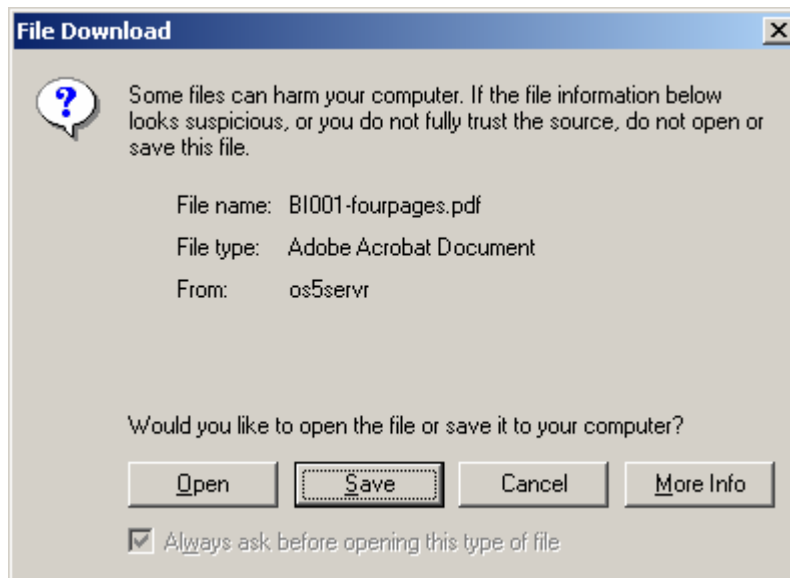 File Download
Some files can harm your computer. If the file information below
looks suspicious, or you do not fully trust the source, do not open or
save this file.
File name: BI001-fourpages.pdf
File type: Adobe Acrobat Document
From: os5servr
Would you like to open the file or save it to your computer?
Open Save Cancel More Info
Always ask before opening this type of file